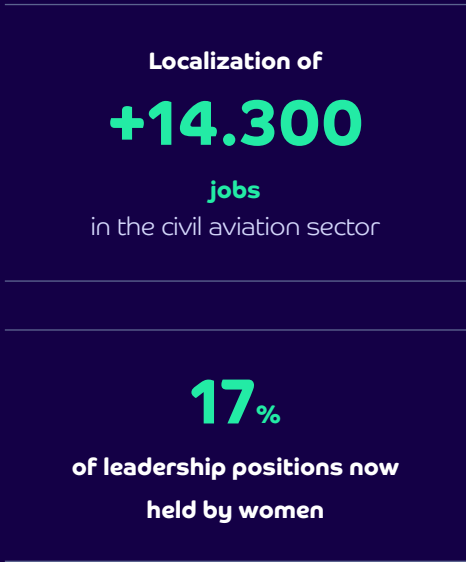 Localization of
+14.300
jobs
in the civil aviation sector
17%
of leadership positions now
held by women